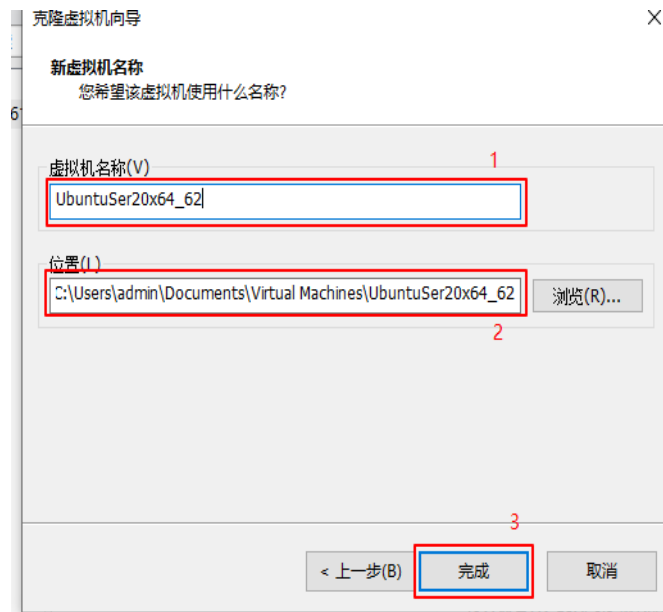 克隆虚拟机向导
新虚拟机名称
您希望该虚拟机使用什么名称?
6
虚拟机名称(V)
1
UbuntuSer20x64_62
位置(L)
C:\Users\admin\Documents\Virtual Machines\UbuntuSer20x64_62
浏览(R)...
2
3
< 上一步(B)
完成
取消